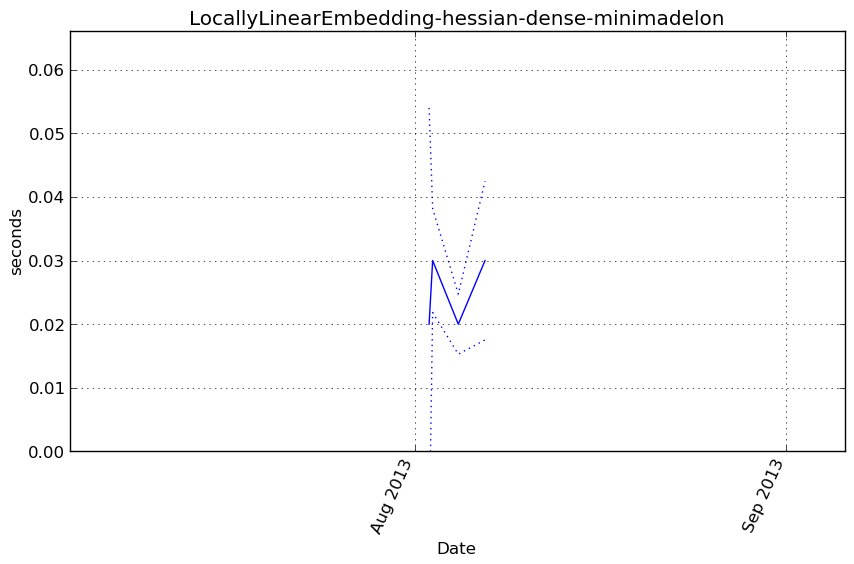 LocallyLinearEmbedding-hessian-dense-minimadelon
0.06
0.05
0.04
0.03
0.02
0.01
0.00
seconds
Aug 2013
Sep 2013
Date